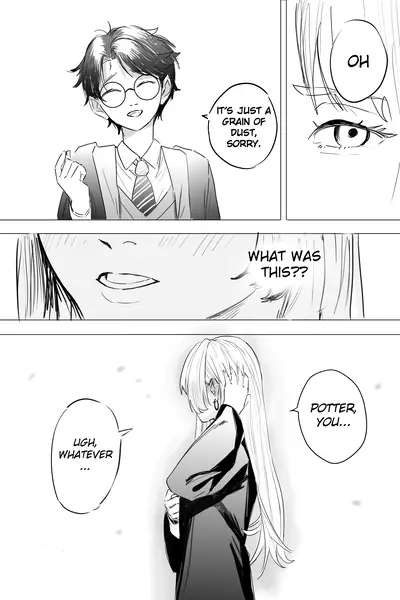 IT'S JUST A
GRAIN OF
DUST,
SORRY.
OH
WHAT WAS
THIS??
POTTER,
YOU...
UGH,
WHATEVER
...